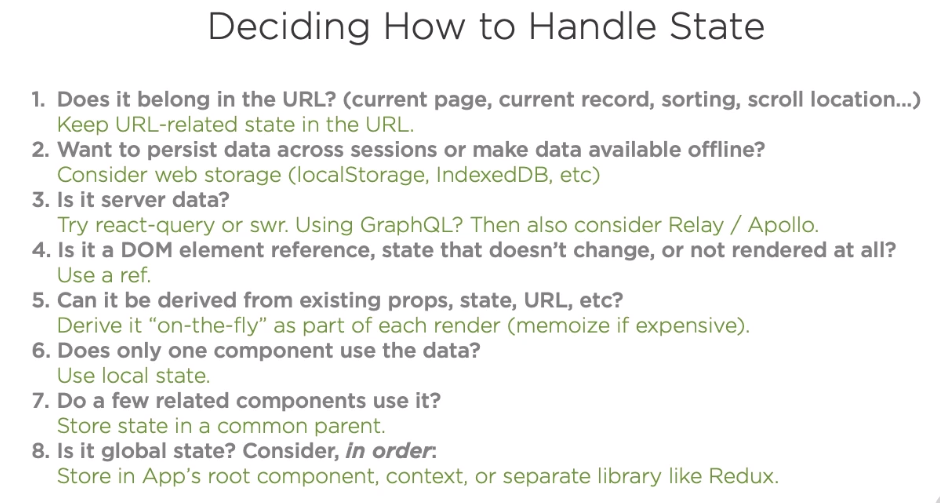 Deciding How to Handle State
1. Does it belong in the URL? (current page, current record, sorting, scroll location…)
Keep URL-related state in the URL.
2. Want to persist data across sessions or make data available offline?
Consider web storage (localStorage, IndexedDB, etc)
3. Is it server data?
Try react-query or swr. Using GraphQL? Then also consider Relay / Apollo.
4. Is it a DOM element reference, state that doesn’t change, or not rendered at all?
Use a ref.
5. Can it be derived from existing props, state, URL, etc?
Derive it “on-the-fly” as part of each render (memoize if expensive).
6. Does only one component use the data?
Use local state.
7. Do a few related components use it?
Store state in a common parent.
8. Is it global state? Consider, in order:
Store in App’s root component, context, or separate library like Redux.